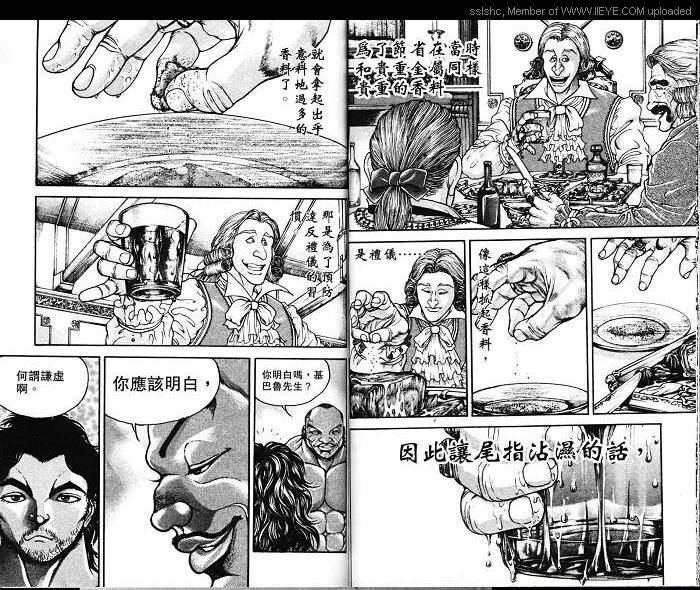 sslshc, Member of WWW.IIEYE.COM uploaded
為了節省在當時
和貴重金屬同樣
貴重的香料——
像這樣抓起香料，
是禮儀……
因此讓尾指沾濕的話，
就會拿起出乎
意料地過多的
香料了。
那是為了預防
違反禮儀的習
慣
你明白嗎，基
巴魯先生？
你應該明白，
何謂謙虛
啊。